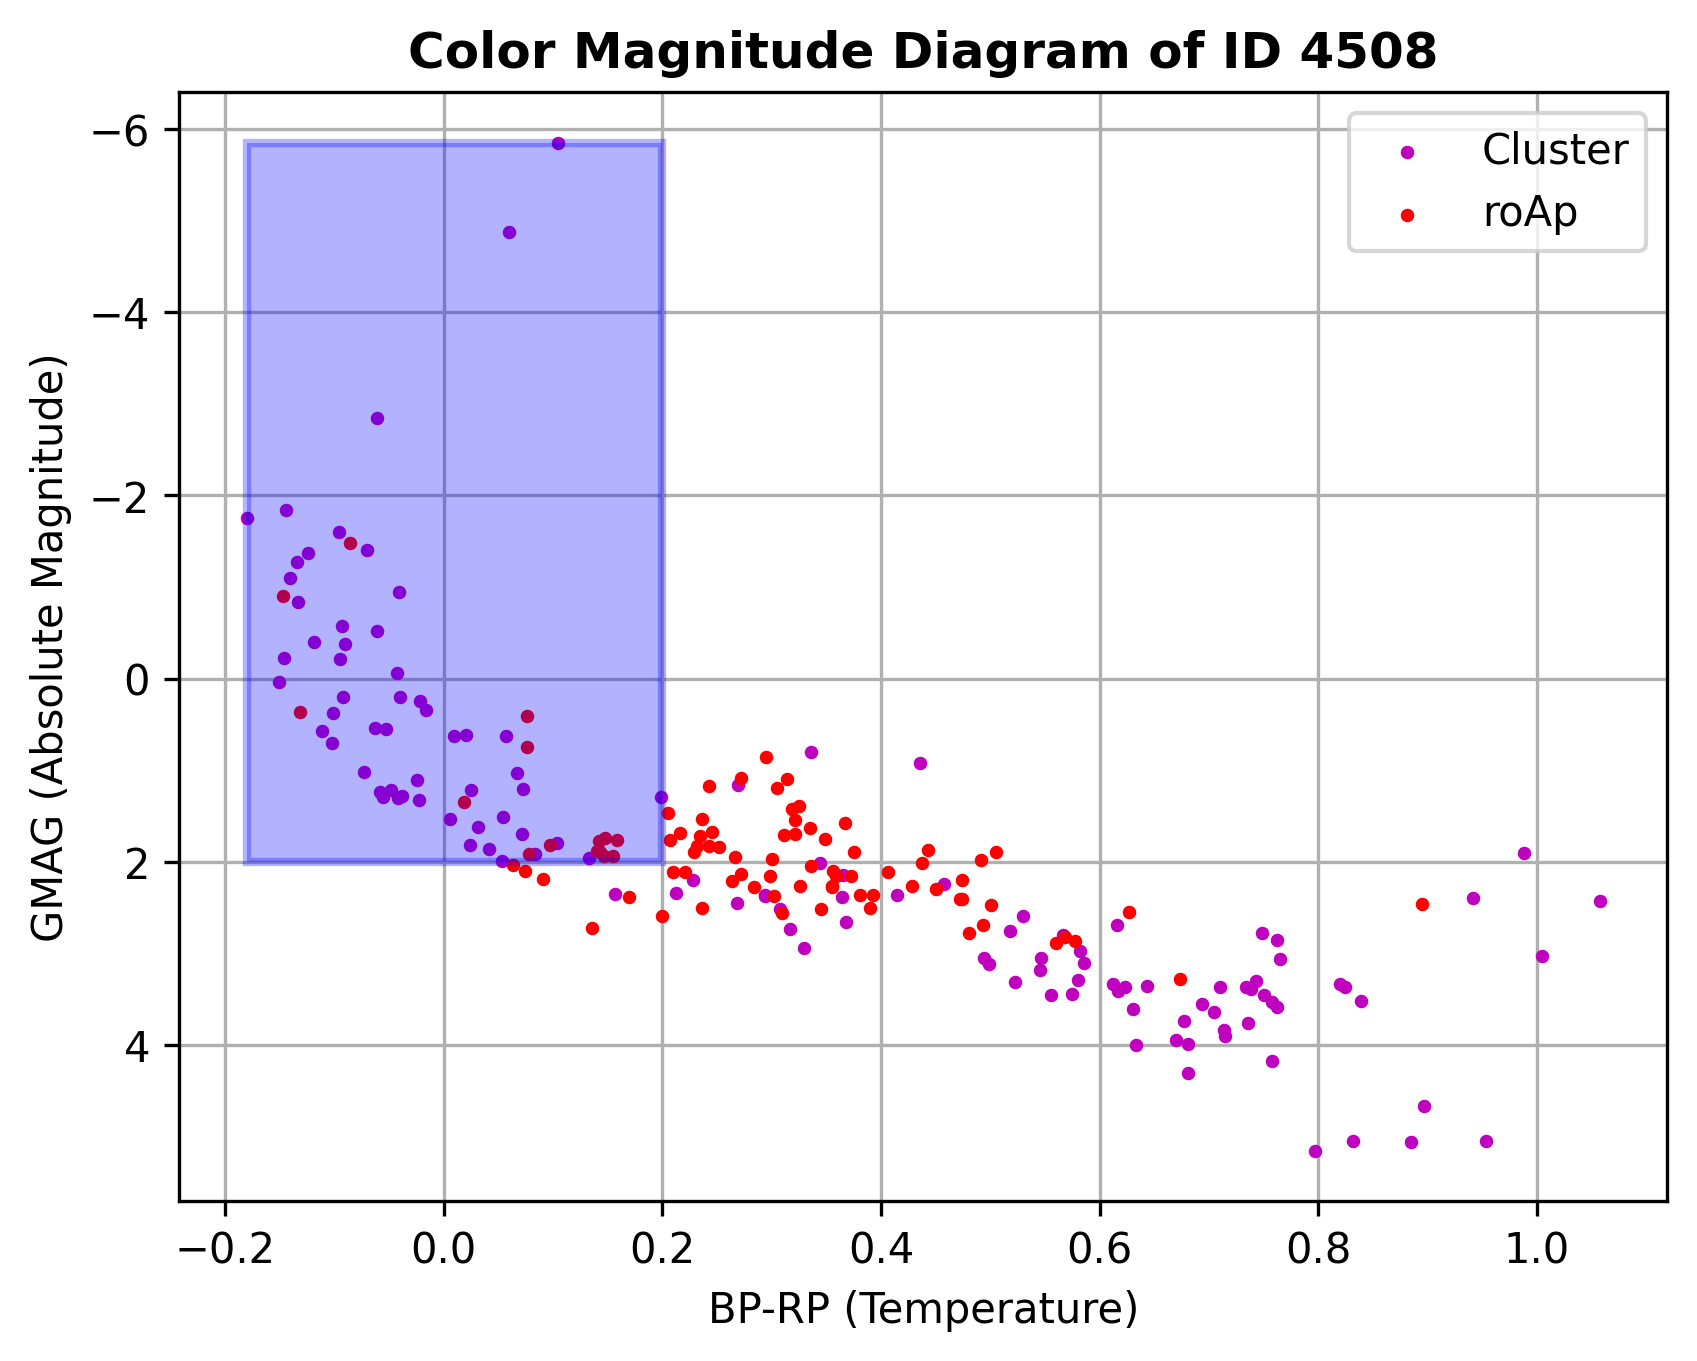 Color Magnitude Diagram of ID 4508
Cluster
roAp
GMAG (Absolute Magnitude)
−6
−4
−2
0
2
4
−0.2 0.0 0.2 0.4 0.6 0.8 1.0
BP-RP (Temperature)